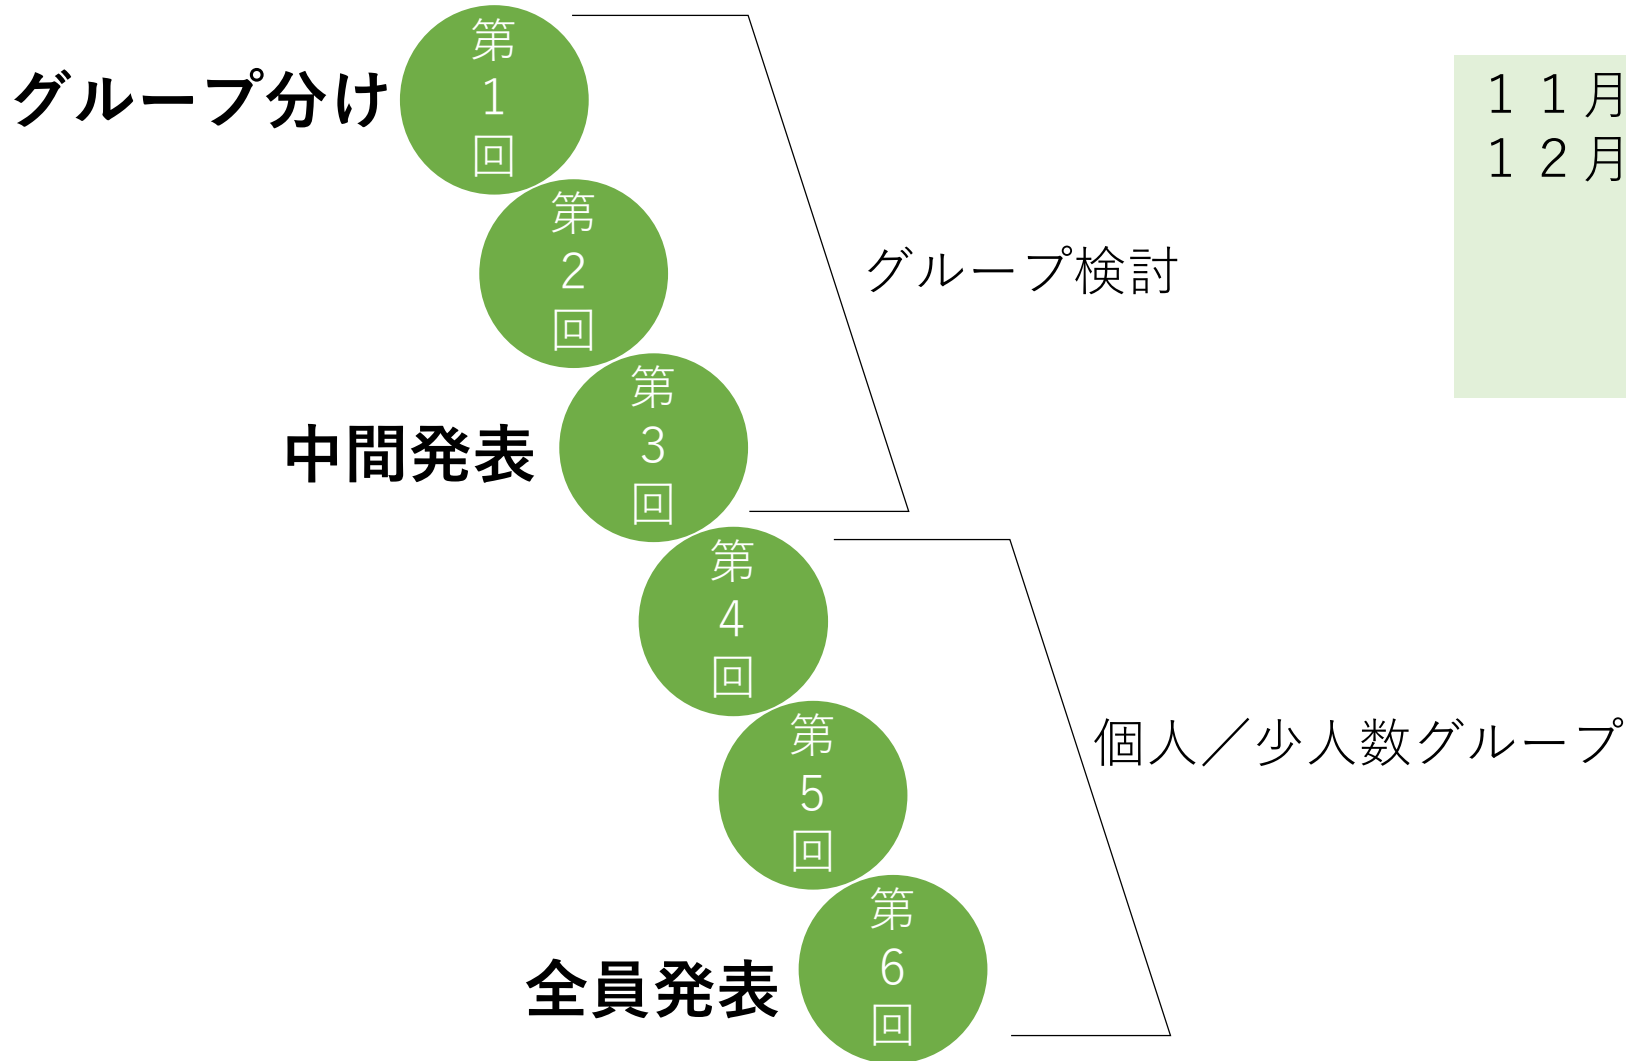 グループ分け
第
1
回
１１月
１２月
第
2
回
グループ検討
中間発表
第
3
回
第
4
回
個人／少人数グループ
第
5
回
全員発表
第
6
回